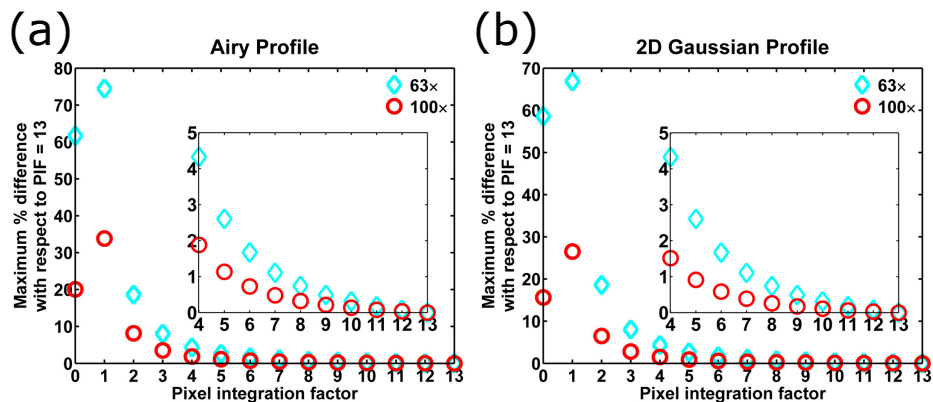 (a)
Airy Profile
Maximum % difference
with respect to PIF = 13
80
70
60
50
40
30
20
10
0
63×
100×
5
4
3
2
1
0
4 5 6 7 8 9 10 11 12 13
0 1 2 3 4 5 6 7 8 9 10 11 12 13
Pixel integration factor
(b)
2D Gaussian Profile
Maximum % difference
with respect to PIF = 13
70
60
50
40
30
20
10
0
63×
100×
5
4
3
2
1
0
4 5 6 7 8 9 10 11 12 13
0 1 2 3 4 5 6 7 8 9 10 11 12 13
Pixel integration factor